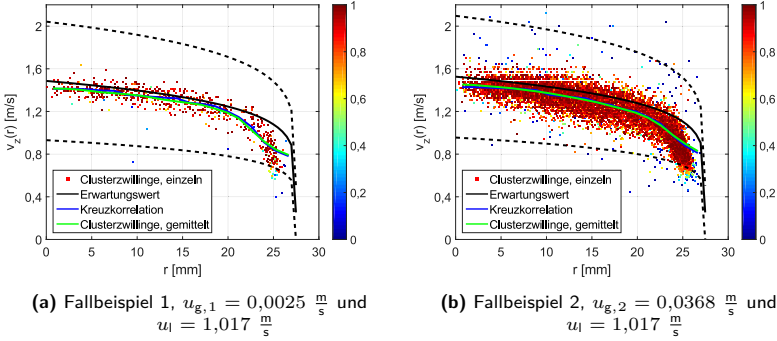 2
1,6
1,2
0,8
0,4
0
v_z(r) [m/s]
0 5 10 15 20 25 30
r [mm]
Clusterzwillinge, einzeln
Erwartungswert
Kreuzkorrelation
Clusterzwillinge, gemittelt
1
0,8
0,6
0,4
0,2
0
(a) Fallbeispiel 1, u_{g,1} = 0,0025 m/s und
u_l = 1,017 m/s
2
1,6
1,2
0,8
0,4
0
v_z(r) [m/s]
0 5 10 15 20 25 30
r [mm]
Clusterzwillinge, einzeln
Erwartungswert
Kreuzkorrelation
Clusterzwillinge, gemittelt
1
0,8
0,6
0,4
0,2
0
(b) Fallbeispiel 2, u_{g,2} = 0,0368 m/s und
u_l = 1,017 m/s